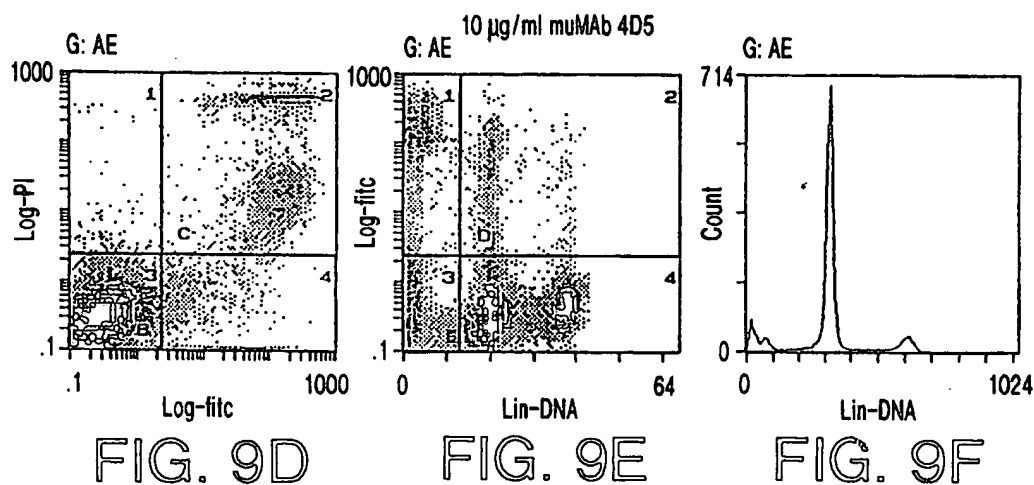 10 µg/ml muMAb 4D5
G: AE
1000
1
2
C
3
4
B
.1
.1
1000
Log-PI
Log-fitc
FIG. 9D
G: AE
1000
1
2
D
3
4
E
.1
0
64
Log-fitc
Lin-DNA
FIG. 9E
G: AE
714
0
0
1024
Count
Lin-DNA
FIG. 9F